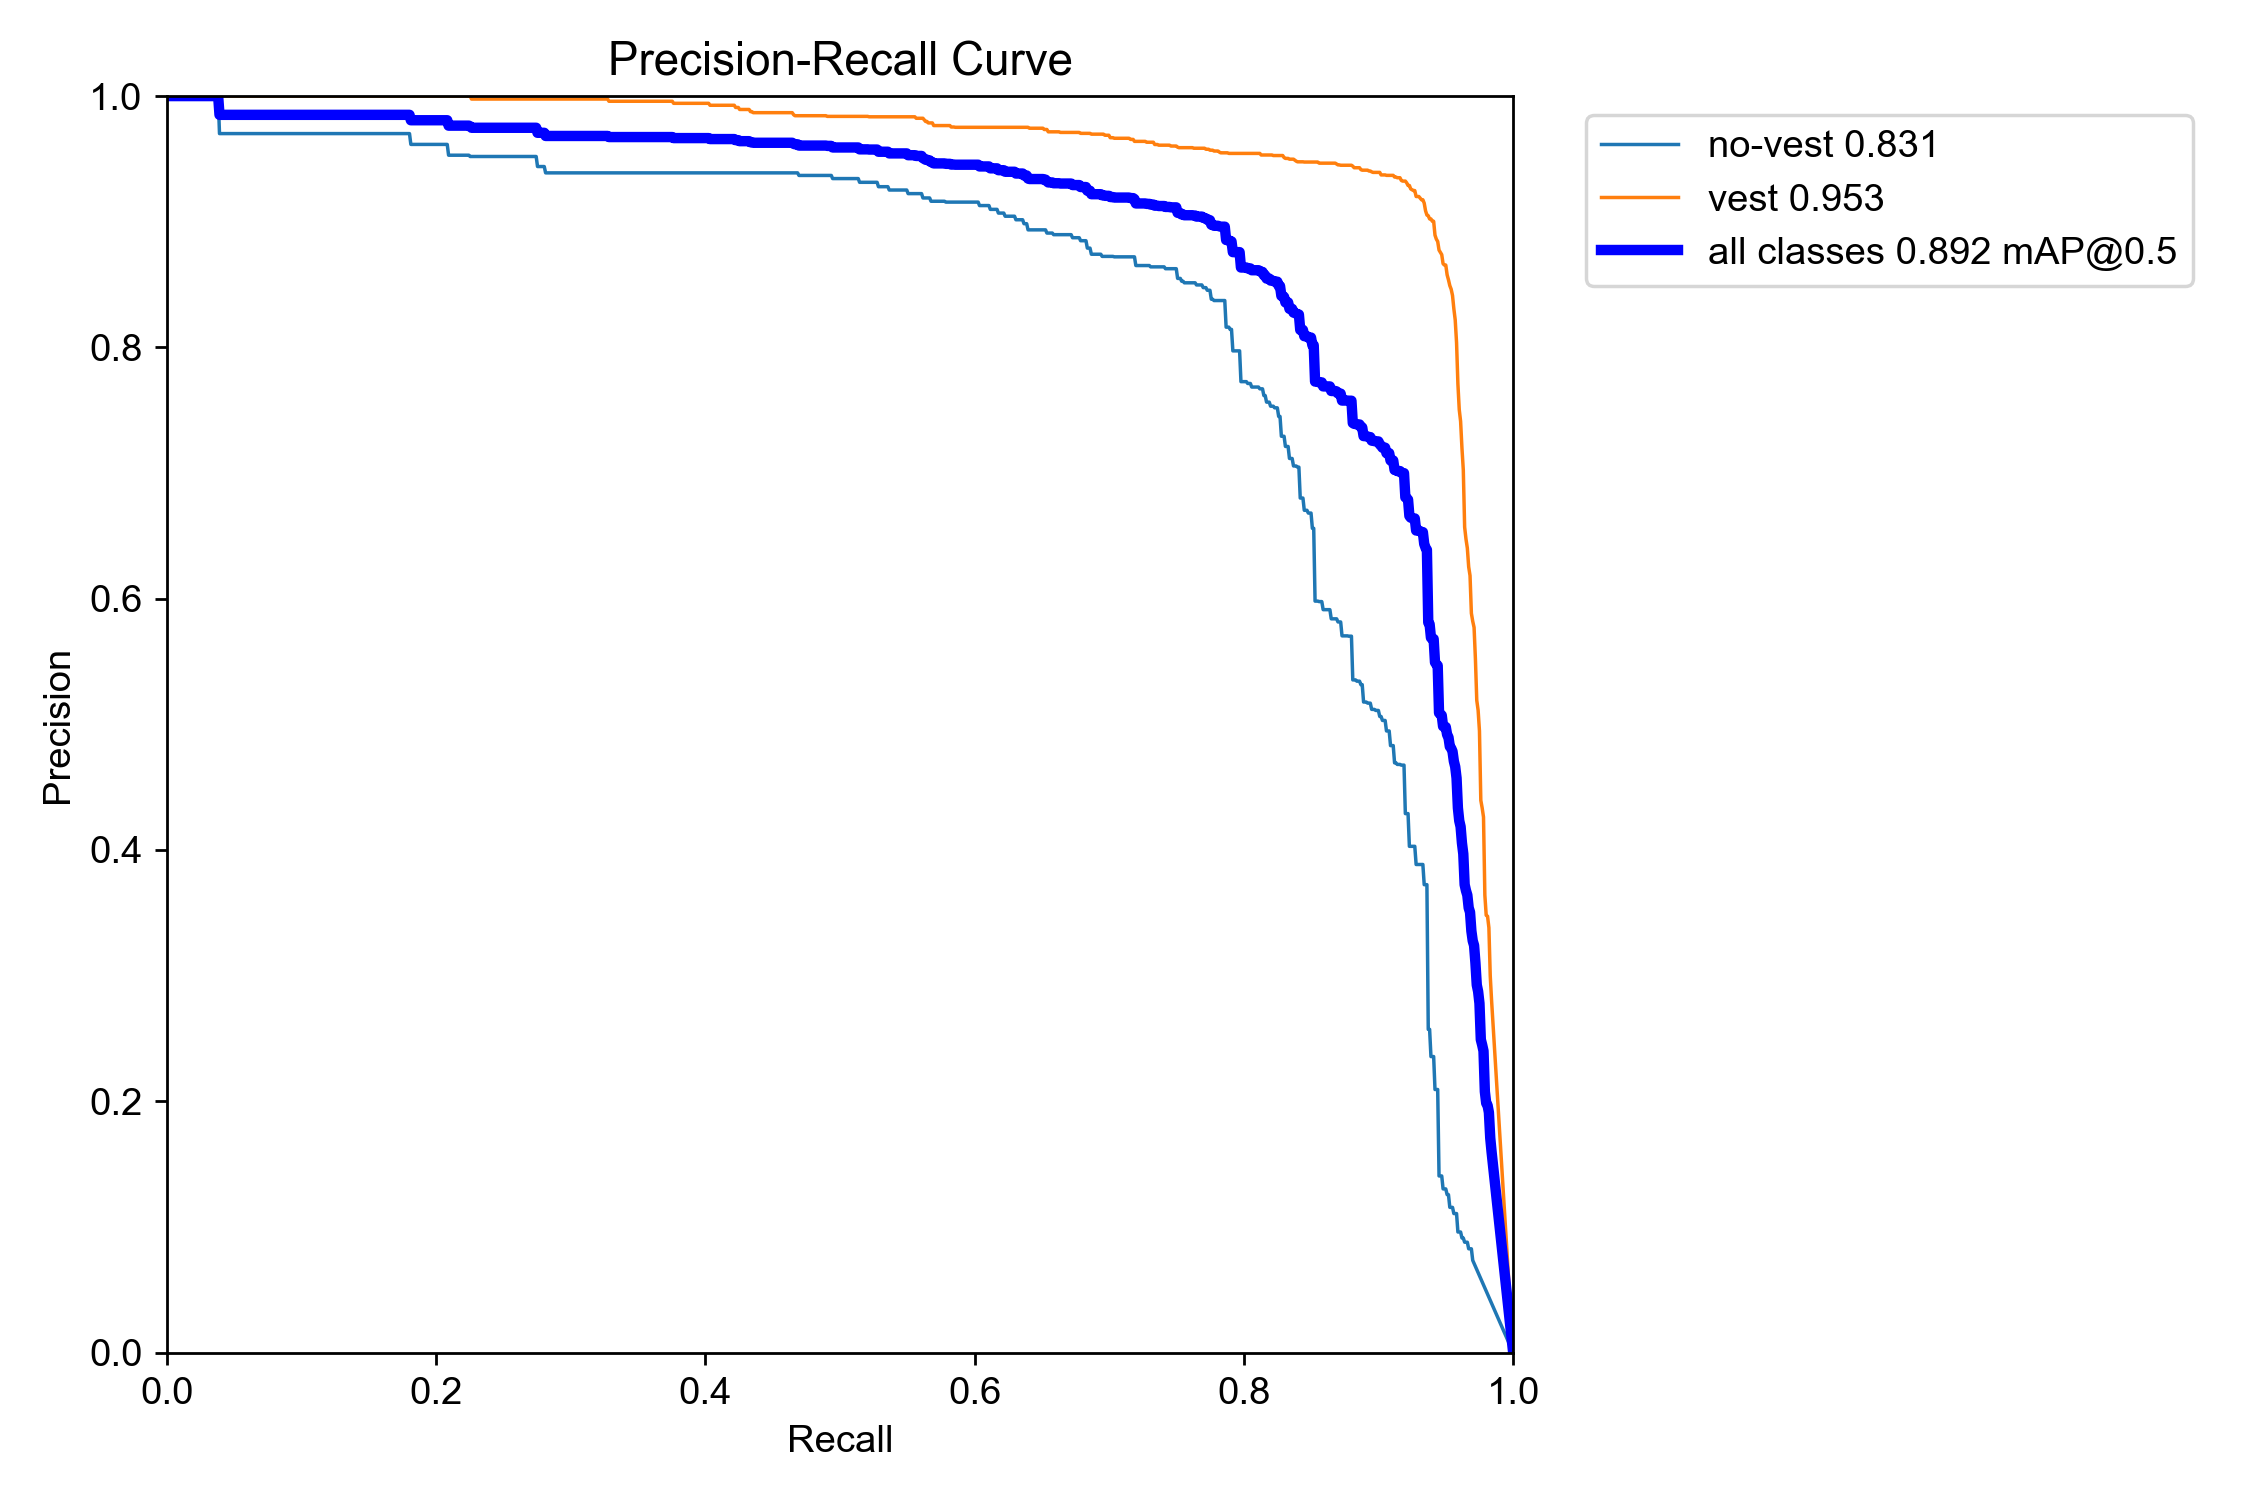 Precision-Recall Curve
1.0
0.8
0.6
0.4
0.2
0.0
Precision
0.0 0.2 0.4 0.6 0.8 1.0
Recall
no-vest 0.831
vest 0.953
all classes 0.892 mAP@0.5